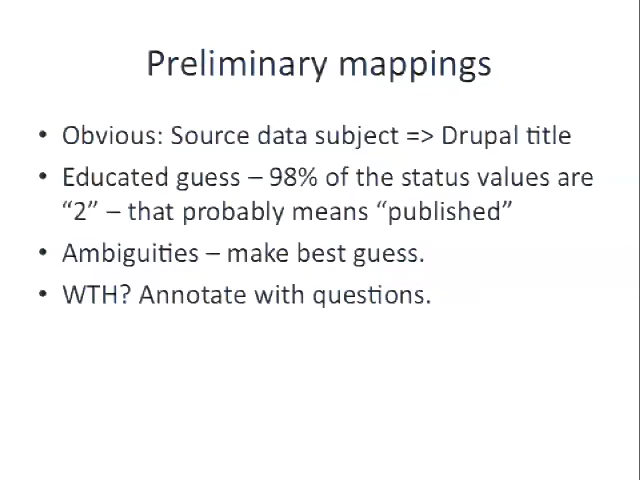 Preliminary mappings
• Obvious: Source data subject => Drupal title
• Educated guess – 98% of the status values are
“2” – that probably means “published”
• Ambiguities – make best guess.
• WTH? Annotate with questions.